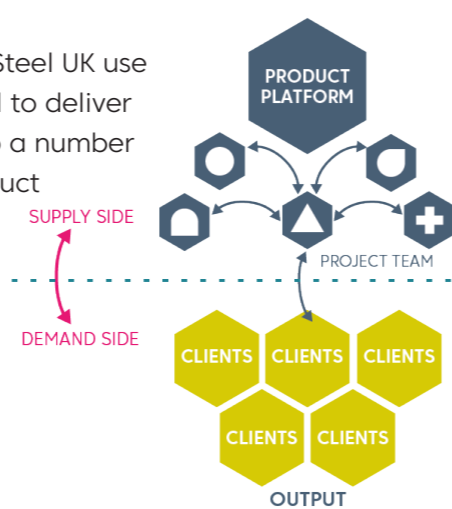 Steel UK use
to deliver
a number
SUPPLY SIDE
DEMAND SIDE
PRODUCT
PLATFORM
PROJECT TEAM
CLIENTS CLIENTS CLIENTS
CLIENTS CLIENTS
OUTPUT